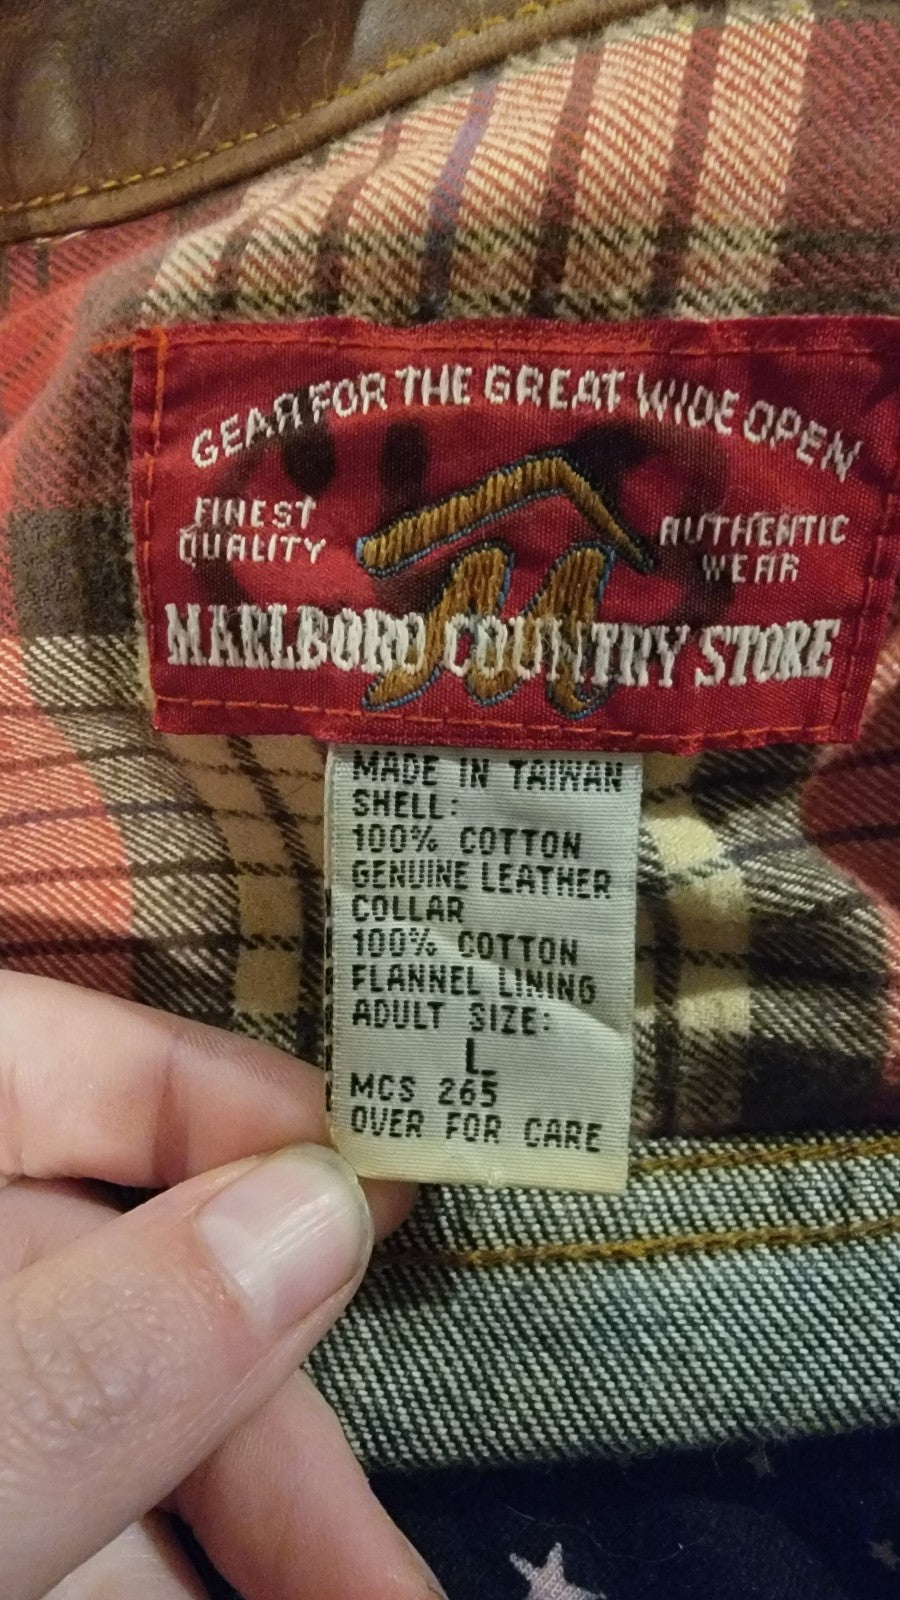 GEAR FOR THE GREAT WIDE OPEN
FINEST
QUALITY
AUTHENTIC
WEAR
M
MARLBORO COUNTRY STORE
MADE IN TAIWAN
SHELL:
100% COTTON
GENUINE LEATHER
COLLAR
100% COTTON
FLANNEL LINING
ADULT SIZE:
L
MCS 265
OVER FOR CARE